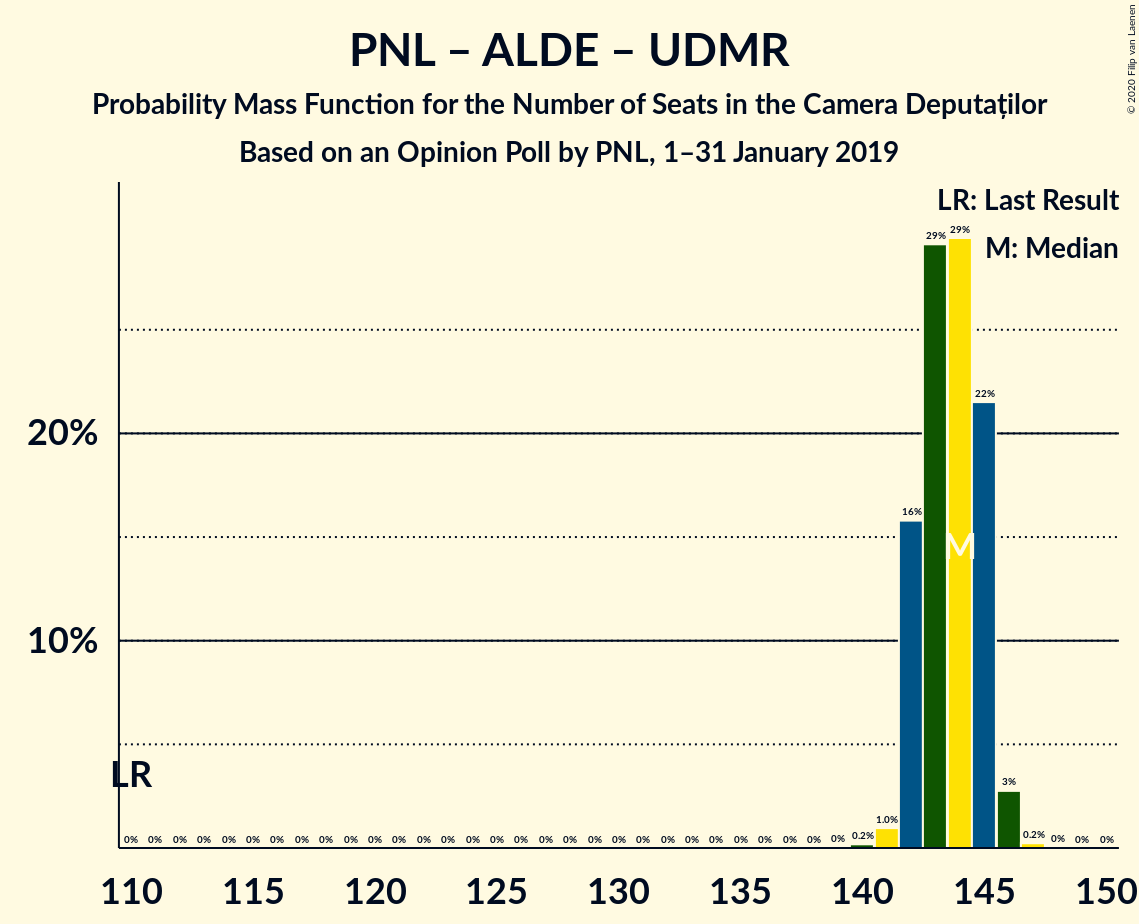 PNL – ALDE – UDMR
Probability Mass Function for the Number of Seats in the Camera Deputaților
Based on an Opinion Poll by PNL, 1–31 January 2019
© 2020 Filip van Laenen
LR: Last Result
M: Median
20%
10%
LR
M
0% 0% 0% 0% 0% 0% 0% 0% 0% 0% 0% 0% 0% 0% 0% 0% 0% 0% 0% 0% 0% 0% 0% 0% 0% 0% 0% 0% 0% 0% 0.2% 1.0% 16% 29% 29% 22% 3% 0.2% 0% 0% 0%
110 115 120 125 130 135 140 145 150